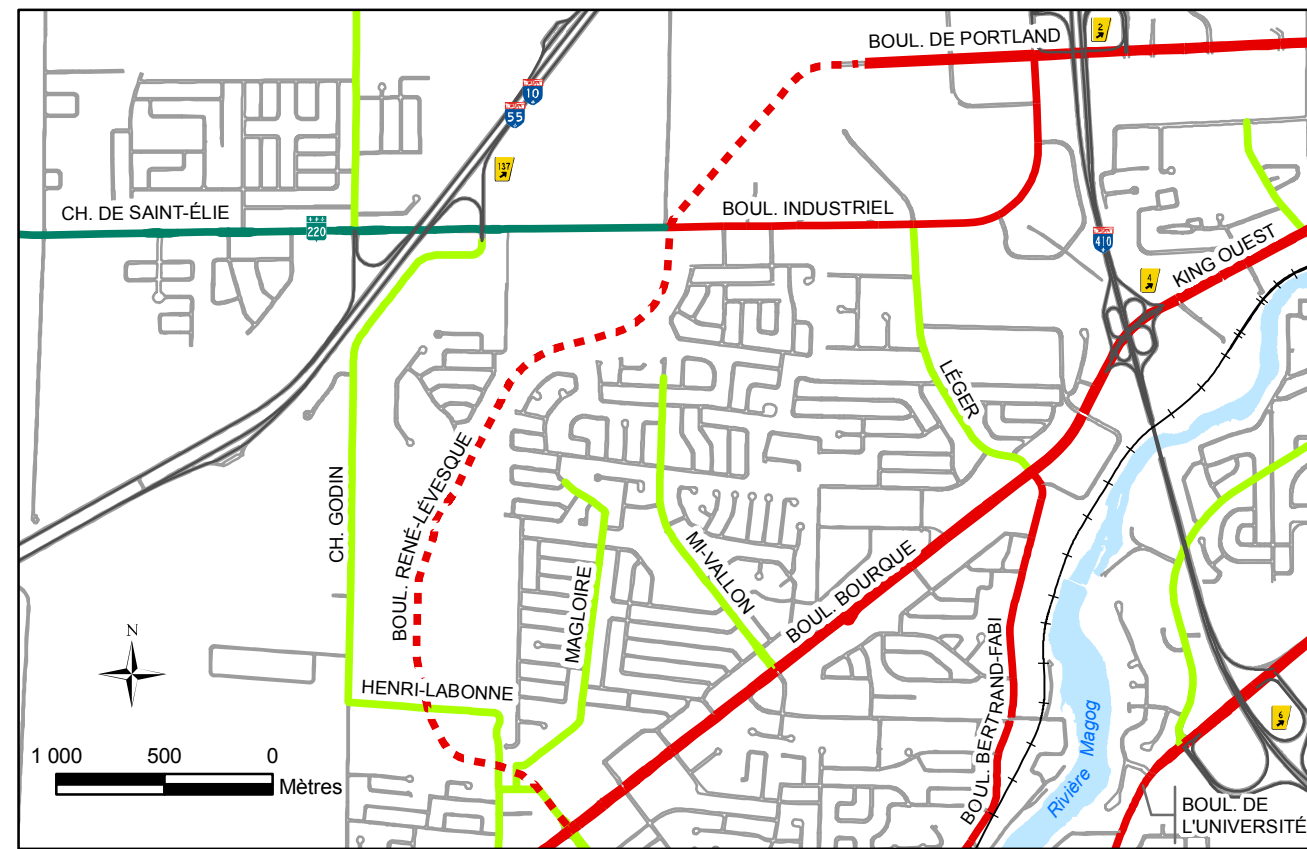 BOUL. DE PORTLAND
2
10
55
137
CH. DE SAINT-ÉLIE
220
BOUL. INDUSTRIEL
410
4
KING OUEST
LÉGER
CH. GODIN
BOUL. RENÉ-LÉVESQUE
MAGLOIRE
MI-VALLON
BOUL. BOURQUE
BOUL. BERTRAND-FABI
N
HENRI-LABONNE
Rivière Magog
6
1 000 500 0
Mètres
BOUL. DE
L'UNIVERSITÉ